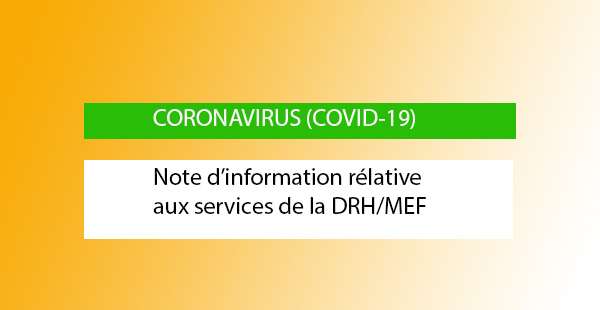 CORONAVIRUS (COVID-19)
Note d’information rélative
aux services de la DRH/MEF